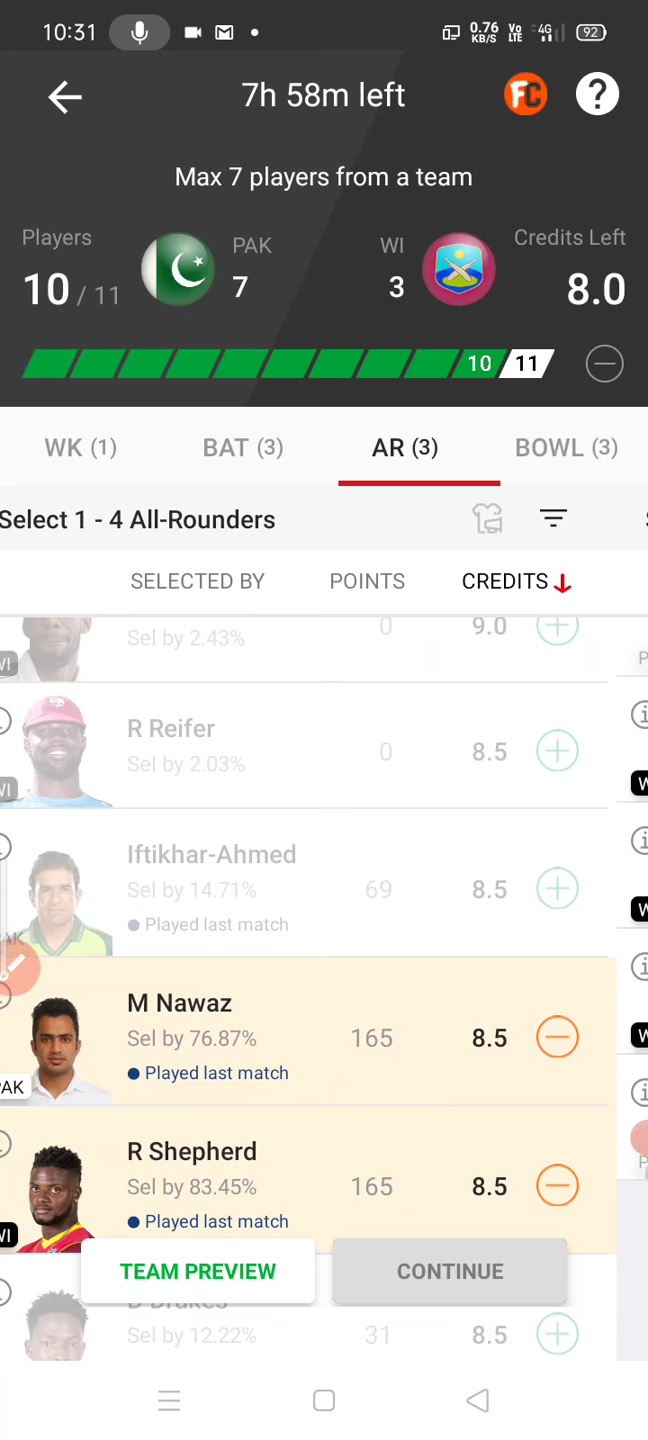 10:31 0.76 KB/S Vo LTE 4G 92
7h 58m left FC ?
Max 7 players from a team
Players PAK WI Credits Left
10 / 11 7 3 8.0
10 11
WK (1) BAT (3) AR (3) BOWL (3)
Select 1 - 4 All-Rounders
SELECTED BY POINTS CREDITS
Sel by 2.43% 0 9.0
WI
R Reifer
Sel by 2.03% 0 8.5
WI
Iftikhar-Ahmed
Sel by 14.71% 69 8.5
Played last match
M Nawaz
Sel by 76.87% 165 8.5
Played last match
PAK
R Shepherd
Sel by 83.45% 165 8.5
Played last match
WI
TEAM PREVIEW CONTINUE
D Drakes
Sel by 12.22% 31 8.5